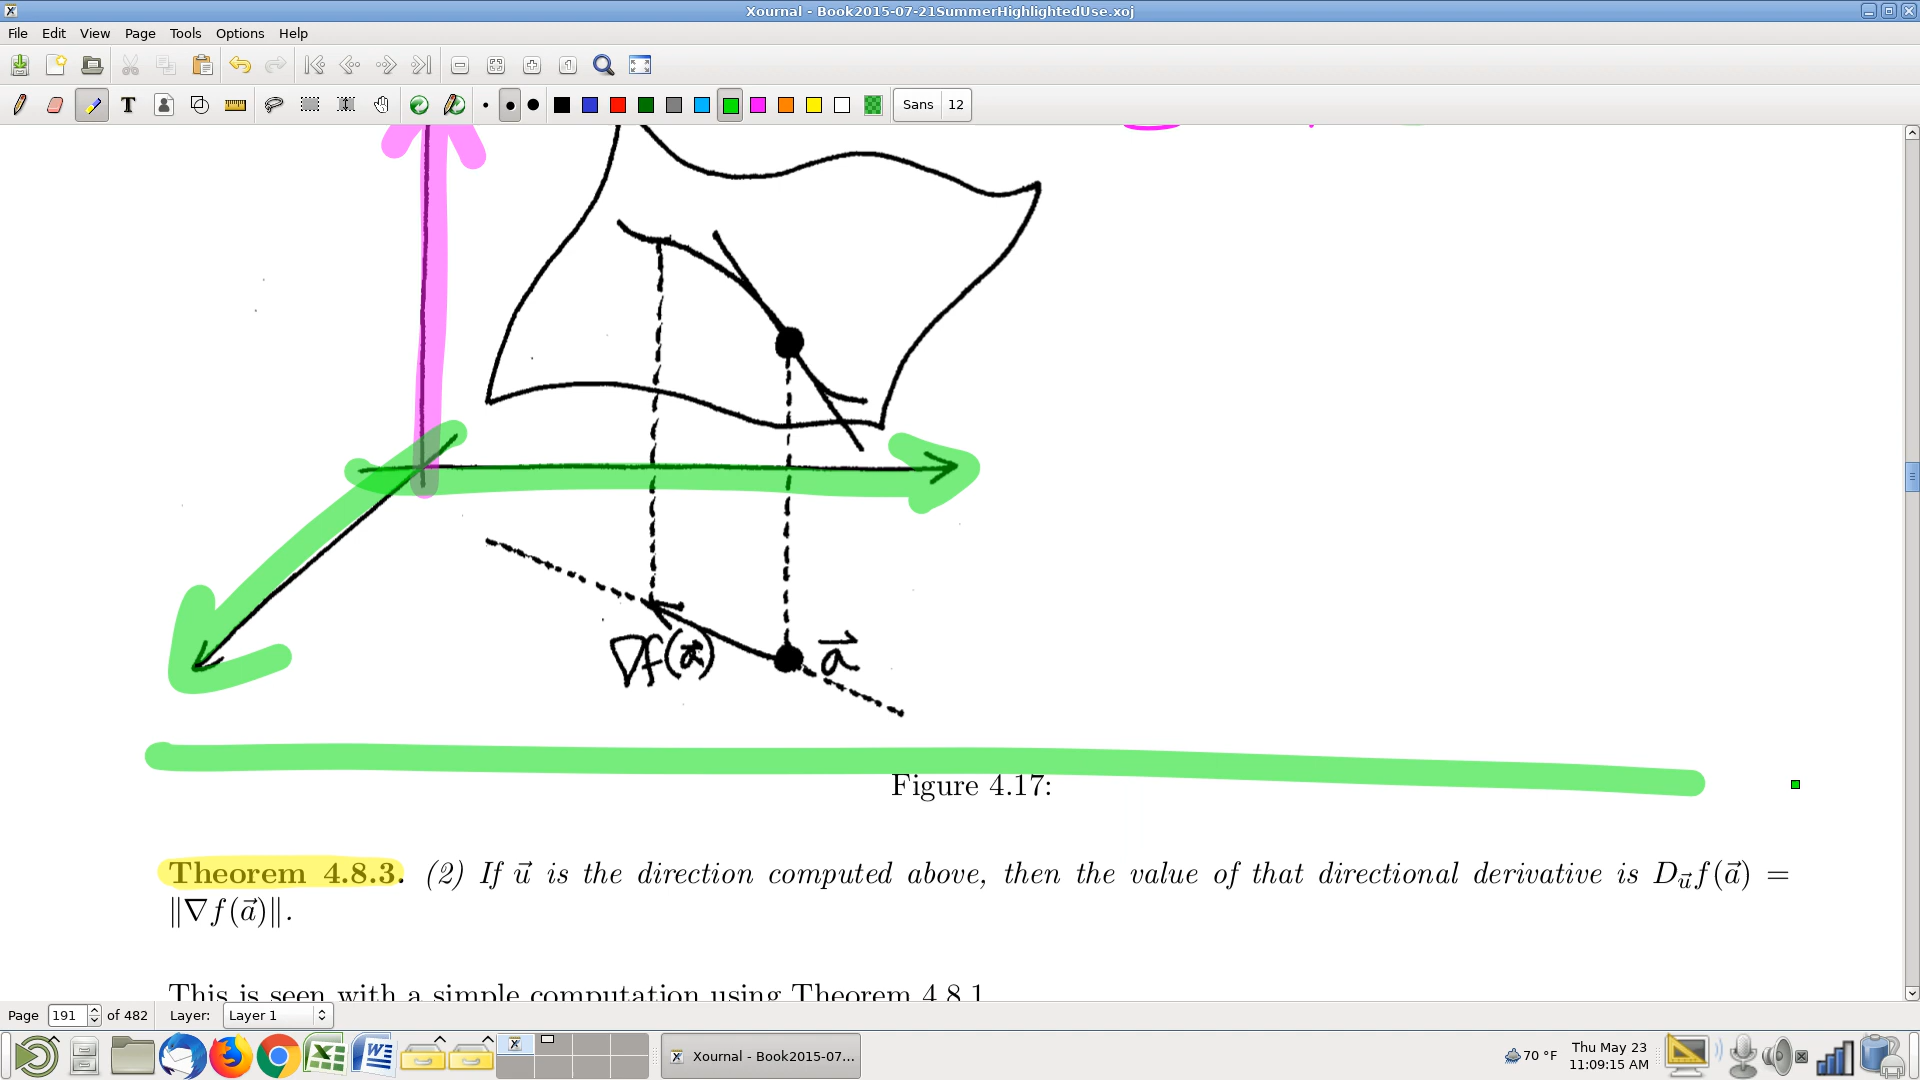 Xournal - Book2015-07-21SummerHighlightedUse.xoj
File Edit View Page Tools Options Help
Sans 12
∇f(a⃗) a⃗
Figure 4.17:
Theorem 4.8.3. (2) If u⃗ is the direction computed above, then the value of that directional derivative is D_u⃗ f(a⃗) =
‖∇f(a⃗)‖.
This is seen with a simple computation using Theorem 4.8.1
Page 191 of 482 Layer: Layer 1
Xournal - Book2015-07...
70 °F
Thu May 23
11:09:15 AM